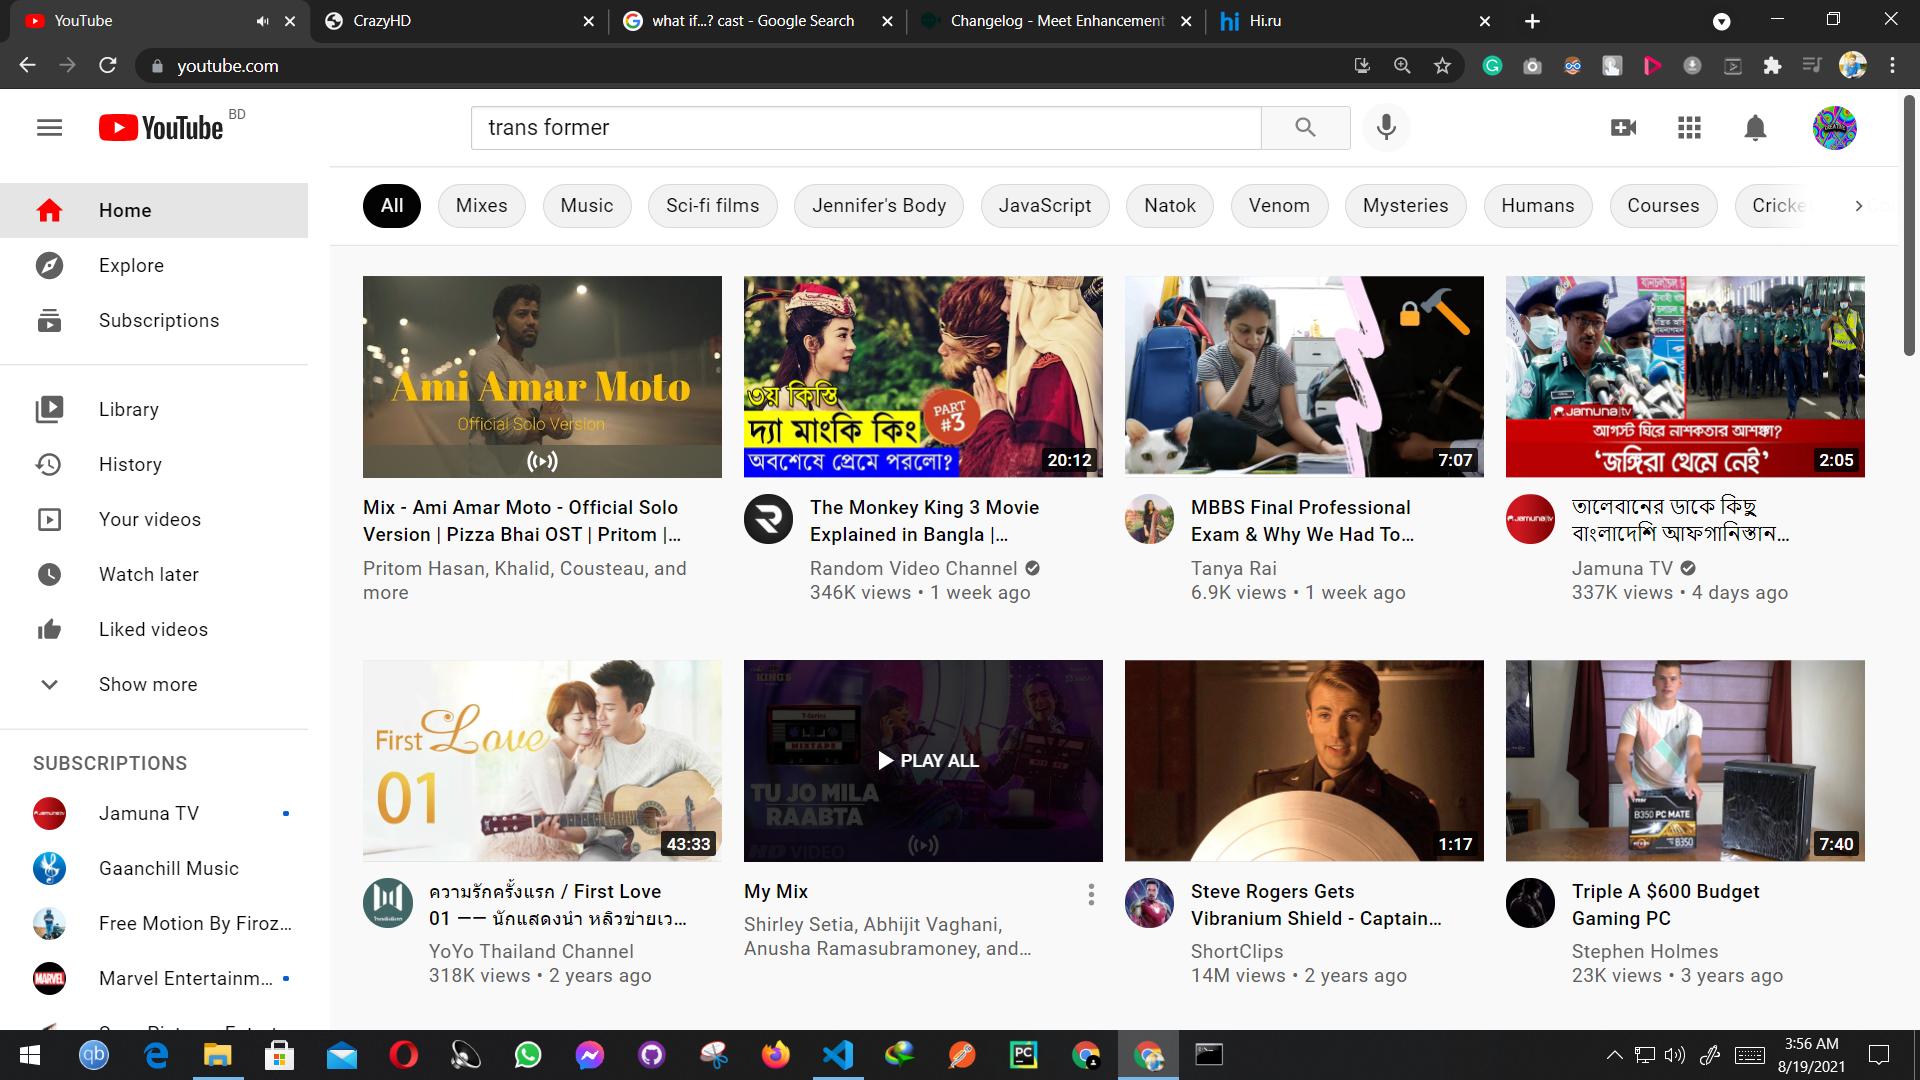 YouTube
CrazyHD
what if...? cast - Google Search
Changelog - Meet Enhancement
hi Hi.ru
youtube.com
YouTube BD
trans former
All
Mixes
Music
Sci-fi films
Jennifer's Body
JavaScript
Natok
Venom
Mysteries
Humans
Courses
Cricke
Home
Explore
Subscriptions
Library
History
Your videos
Watch later
Liked videos
Show more
SUBSCRIPTIONS
Jamuna TV
Gaanchill Music
Free Motion By Firoz...
MARVEL
Marvel Entertainm...
Ami Amar Moto
Official Solo Version
Mix - Ami Amar Moto - Official Solo
Version | Pizza Bhai OST | Pritom |...
Pritom Hasan, Khalid, Cousteau, and
more
৩য় কিস্তি
PART
#3
দ্যা মাংকি কিং
অবশেষে প্রেমে পরলো?
20:12
The Monkey King 3 Movie
Explained in Bangla |...
Random Video Channel
346K views • 1 week ago
7:07
MBBS Final Professional
Exam & Why We Had To...
Tanya Rai
6.9K views • 1 week ago
Jamuna tv
আগস্ট ঘিরে নাশকতার আশঙ্কা?
‘জঙ্গিরা থেমে নেই’
2:05
Jamuna tv
তালেবানের ডাকে কিছু
বাংলাদেশি আফগানিস্তান...
Jamuna TV
337K views • 4 days ago
First Love
01
43:33
ความรักครั้งแรก / First Love
01 —— นักแสดงนำ หลิวข่ายเว...
YoYo Thailand Channel
318K views • 2 years ago
T-Series
MIXTAPE
PLAY ALL
TU JO MILA
RAABTA
HD VIDEO
My Mix
Shirley Setia, Abhijit Vaghani,
Anusha Ramasubramoney, and...
1:17
Steve Rogers Gets
Vibranium Shield - Captain...
ShortClips
14M views • 2 years ago
B350 PC MATE
B350
7:40
Triple A $600 Budget
Gaming PC
Stephen Holmes
23K views • 3 years ago
qb
PC
3:56 AM
8/19/2021